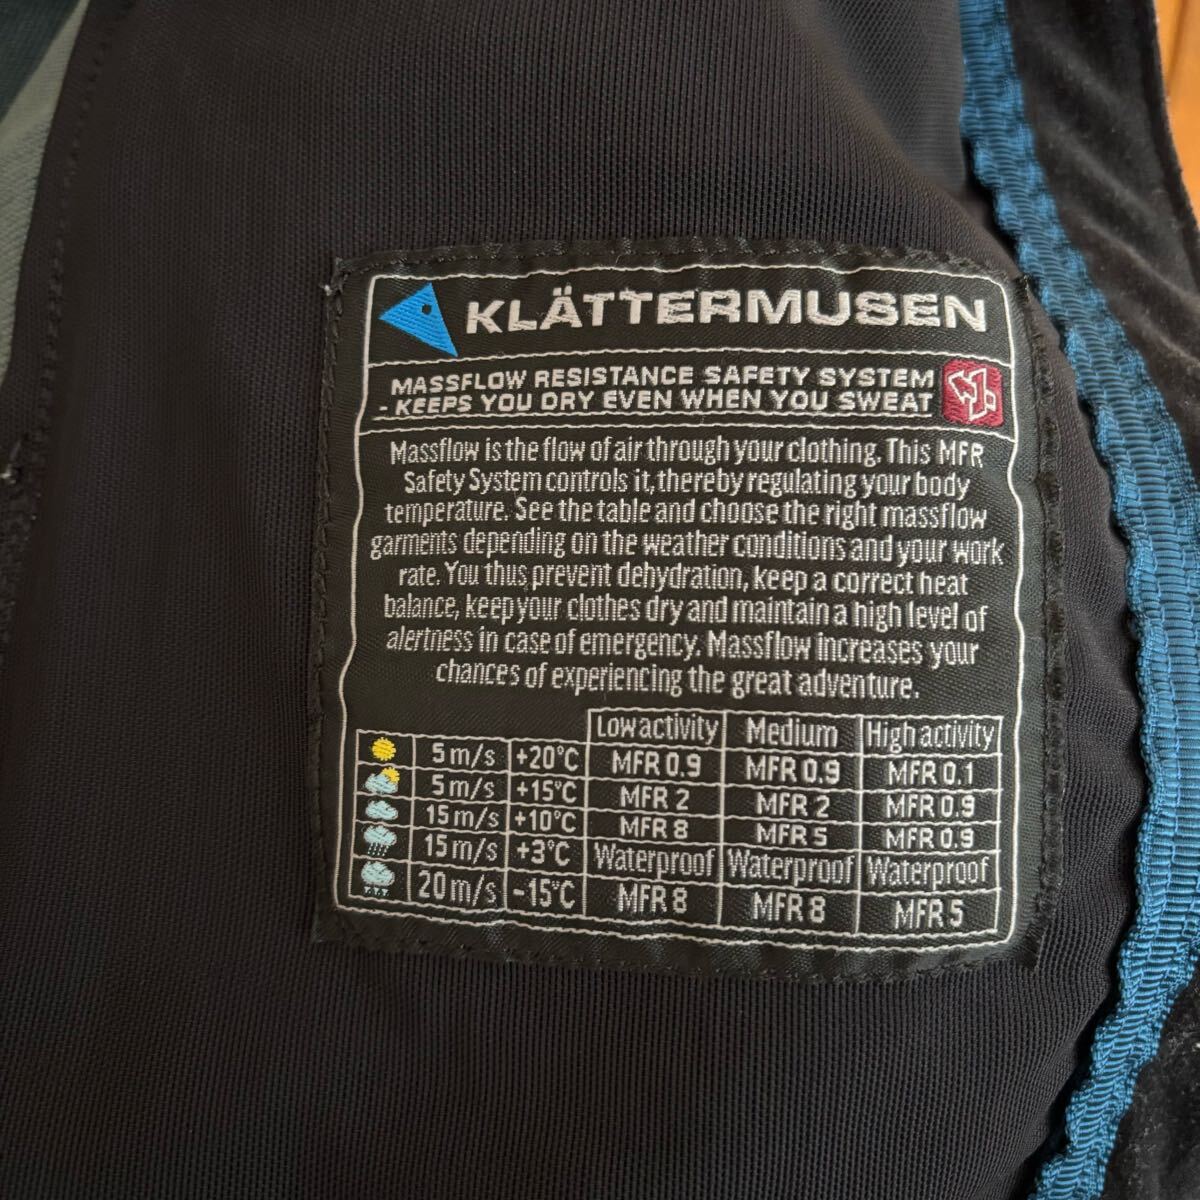 KLÄTTERMUSEN
MASSFLOW RESISTANCE SAFETY SYSTEM
- KEEPS YOU DRY EVEN WHEN YOU SWEAT
Massflow is the flow of air through your clothing. This MFR
Safety System controls it, thereby regulating your body
temperature. See the table and choose the right massflow
garments depending on the weather conditions and your work
rate. You thus prevent dehydration, keep a correct heat
balance, keep your clothes dry and maintain a high level of
alertness in case of emergency. Massflow increases your
chances of experiencing the great adventure.
Low activity Medium High activity
5 m/s +20°C MFR 0.9 MFR 0.9 MFR 0.1
5 m/s +15°C MFR 2 MFR 2 MFR 0.9
15 m/s +10°C MFR 8 MFR 5 MFR 0.9
15 m/s +3°C Waterproof Waterproof Waterproof
20 m/s -15°C MFR 8 MFR 8 MFR 5